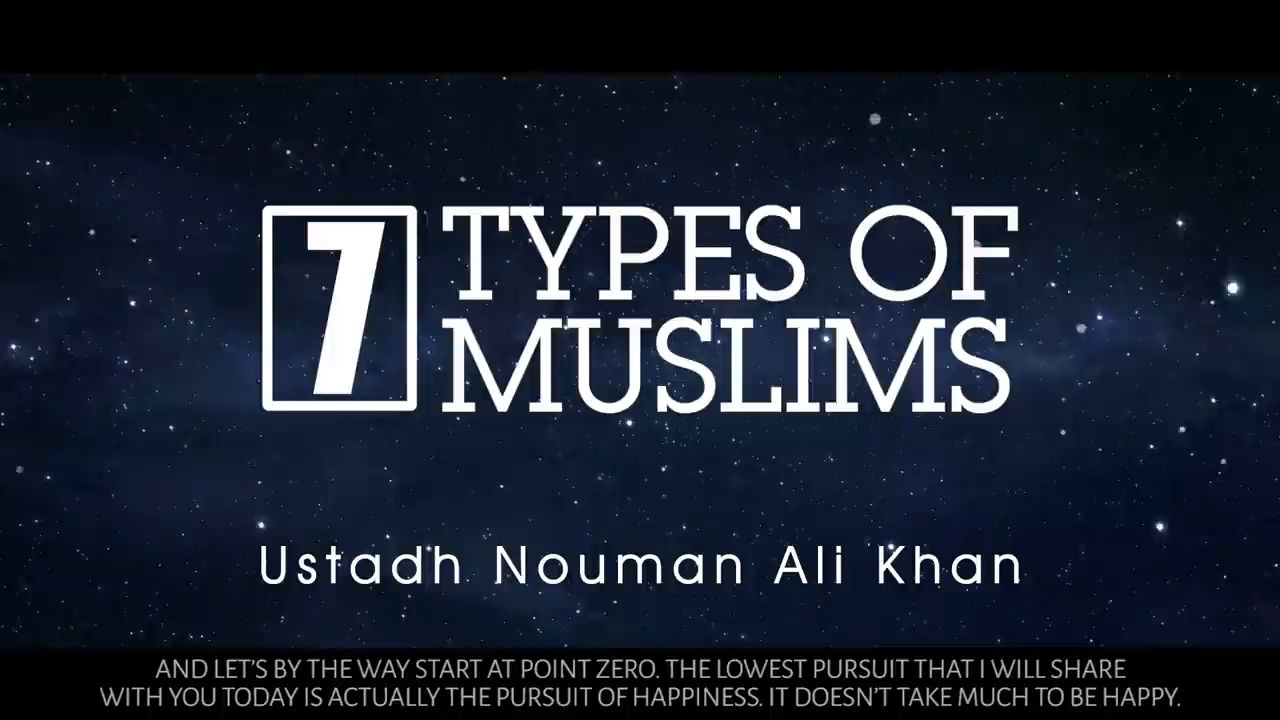 7 TYPES OF
MUSLIMS
Ustadh Nouman Ali Khan
AND LET'S BY THE WAY START AT POINT ZERO. THE LOWEST PURSUIT THAT I WILL SHARE
WITH YOU TODAY IS ACTUALLY THE PURSUIT OF HAPPINESS. IT DOESN'T TAKE MUCH TO BE HAPPY.